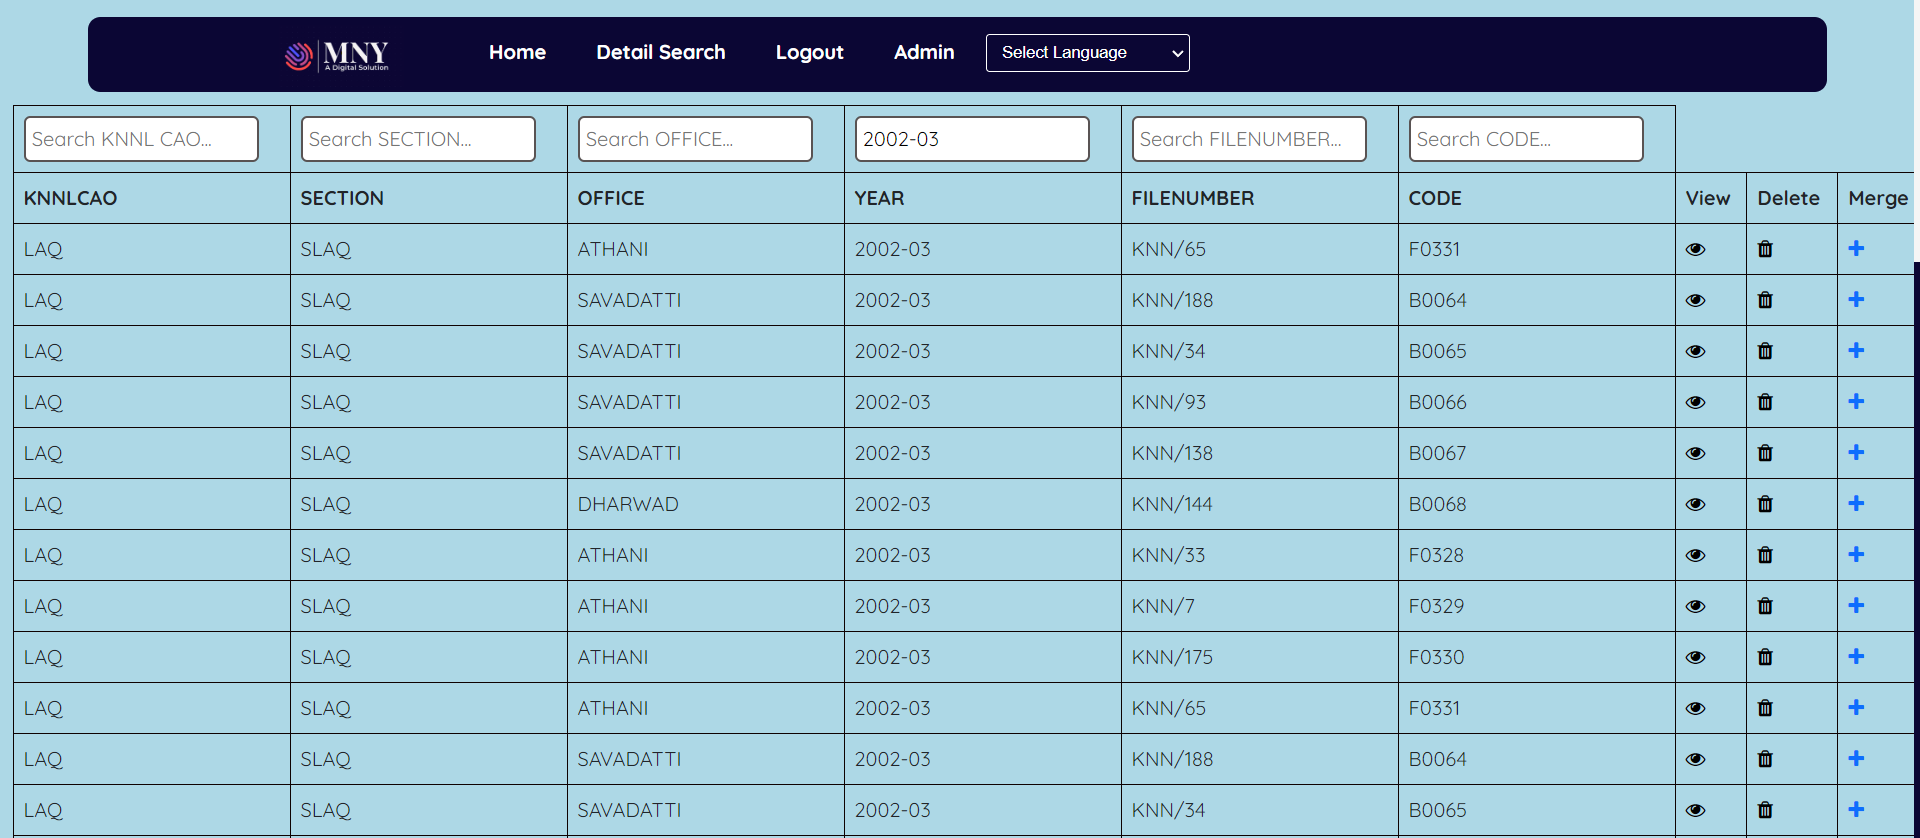 MNY
A Digital Solution
Home Detail Search Logout Admin Select Language
Search KNNL CAO... Search SECTION... Search OFFICE... 2002-03 Search FILENUMBER... Search CODE...
KNNLCAO SECTION OFFICE YEAR FILENUMBER CODE View Delete Merge
LAQ SLAQ ATHANI 2002-03 KNN/65 F0331
LAQ SLAQ SAVADATTI 2002-03 KNN/188 B0064
LAQ SLAQ SAVADATTI 2002-03 KNN/34 B0065
LAQ SLAQ SAVADATTI 2002-03 KNN/93 B0066
LAQ SLAQ SAVADATTI 2002-03 KNN/138 B0067
LAQ SLAQ DHARWAD 2002-03 KNN/144 B0068
LAQ SLAQ ATHANI 2002-03 KNN/33 F0328
LAQ SLAQ ATHANI 2002-03 KNN/7 F0329
LAQ SLAQ ATHANI 2002-03 KNN/175 F0330
LAQ SLAQ ATHANI 2002-03 KNN/65 F0331
LAQ SLAQ SAVADATTI 2002-03 KNN/188 B0064
LAQ SLAQ SAVADATTI 2002-03 KNN/34 B0065